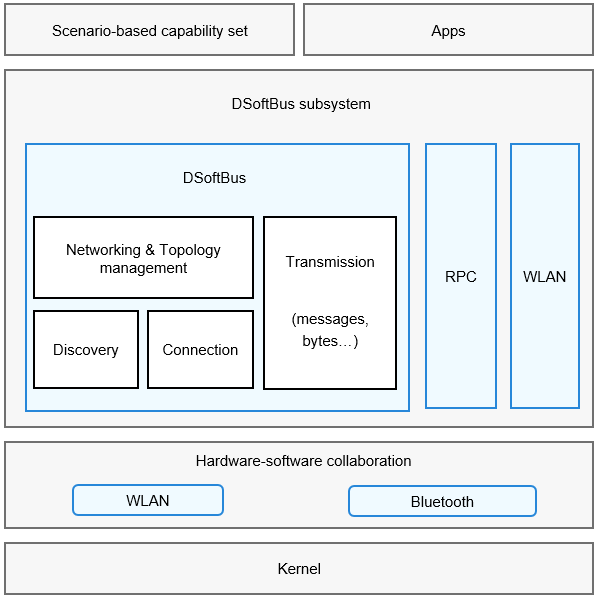 Scenario-based capability set
Apps
DSoftBus subsystem
DSoftBus
Networking & Topology
management
Discovery
Connection
Transmission
(messages,
bytes…)
RPC
WLAN
Hardware-software collaboration
WLAN
Bluetooth
Kernel